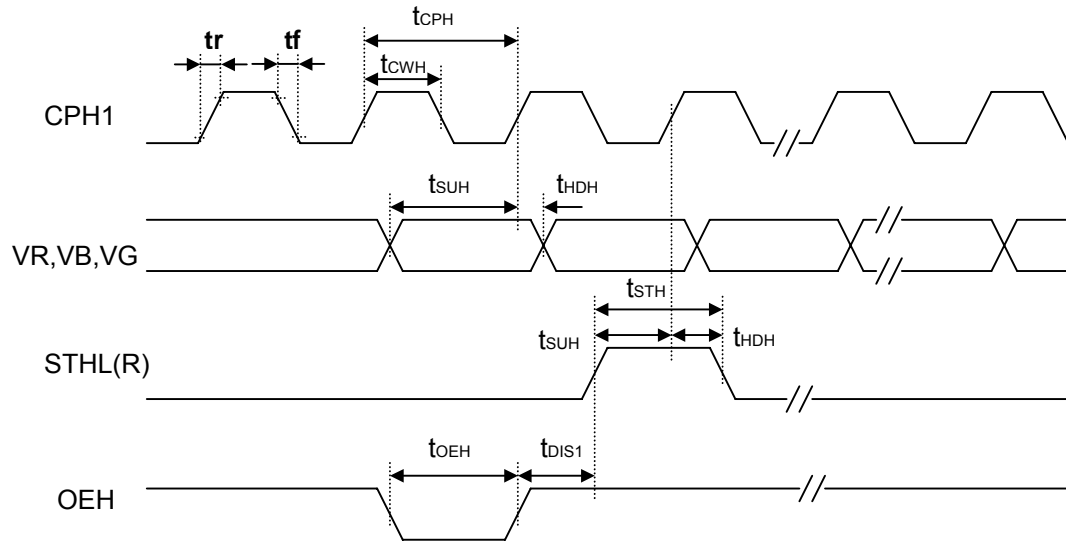 tCPH
tr tf
tCWH
CPH1
tSUH tHDH
VR,VB,VG
tSTH
tSUH tHDH
STHL(R)
tOEH tDIS1
OEH